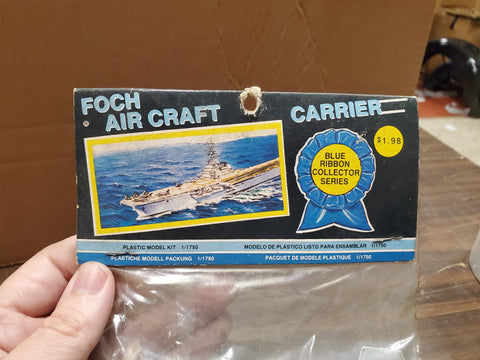 FOCH
AIR CRAFT CARRIER
$1.98
BLUE
RIBBON
COLLECTOR
SERIES
PLASTIC MODEL KIT 1/1750
MODELO DE PLASTICO LISTO PARA ENSAMBLAR 1/1750
PLASTICHE MODELL PACKUNG 1/1750
PACQUET DE MODELE PLASTIQUE 1/1750